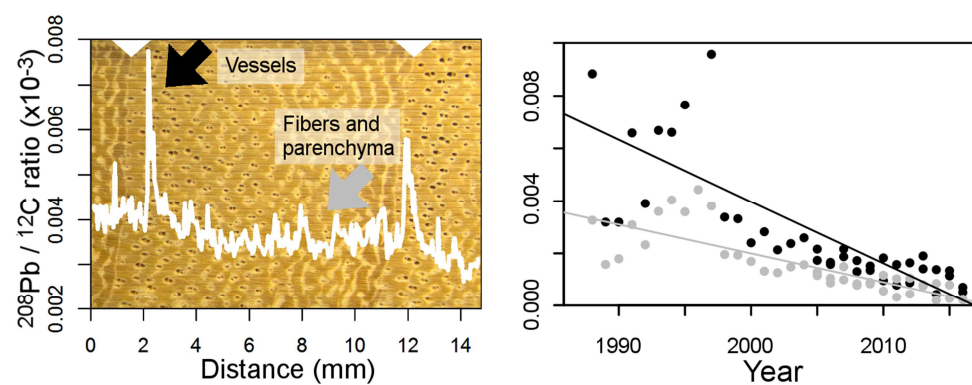 208Pb / 12C ratio (x10-3)
0.008
0.006
0.004
0.002
Vessels
Fibers and
parenchyma
0 2 4 6 8 10 12 14
Distance (mm)
0.008
0.004
0.000
1990 2000 2010
Year